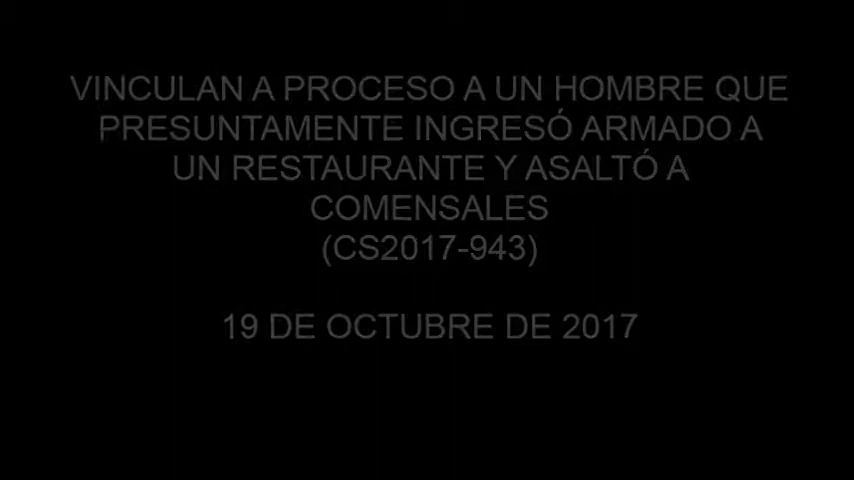 VINCULAN A PROCESO A UN HOMBRE QUE
PRESUNTAMENTE INGRESÓ ARMADO A
UN RESTAURANTE Y ASALTÓ A
COMENSALES
(CS2017-943)
19 DE OCTUBRE DE 2017